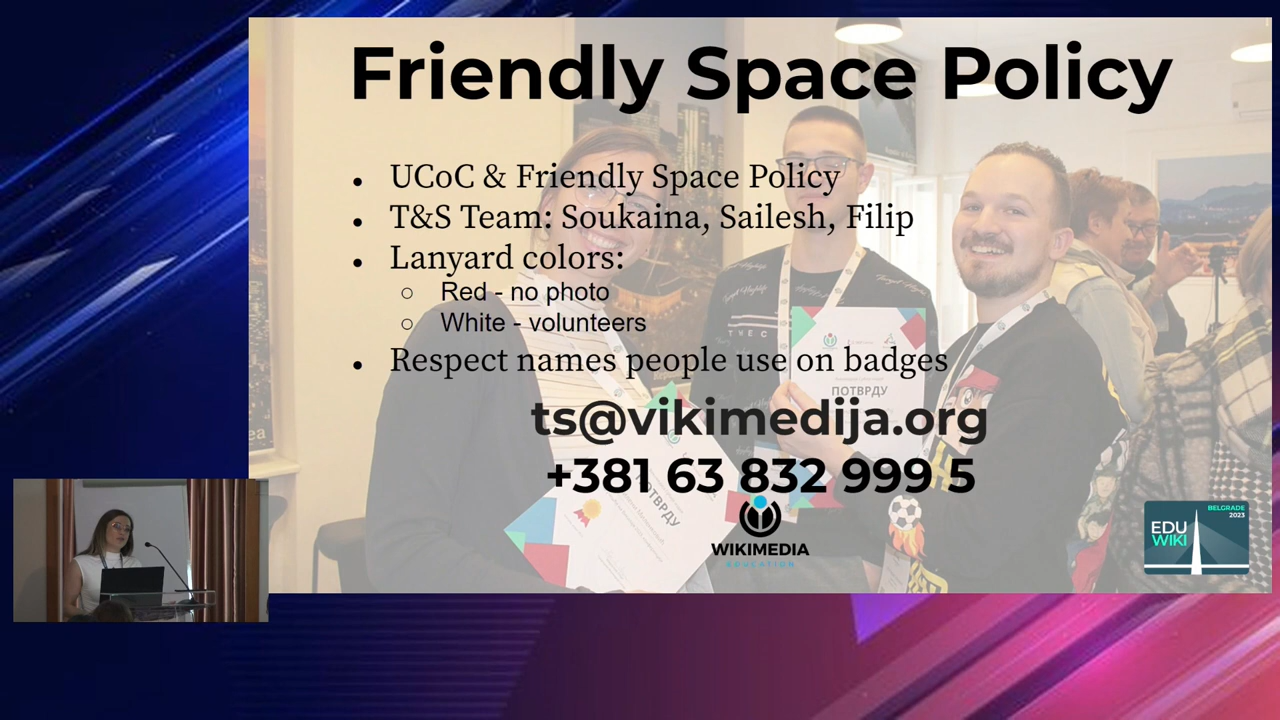 Friendly Space Policy
UCoC & Friendly Space Policy
T&S Team: Soukaina, Sailesh, Filip
Lanyard colors:
Red - no photo
White - volunteers
Respect names people use on badges
ПОТВРДУ
ts@vikimedija.org
+381 63 832 999 5
ПОТВРДУ
WIKIMEDIA
EDUCATION
BELGRADE
2023
EDU
WIKI